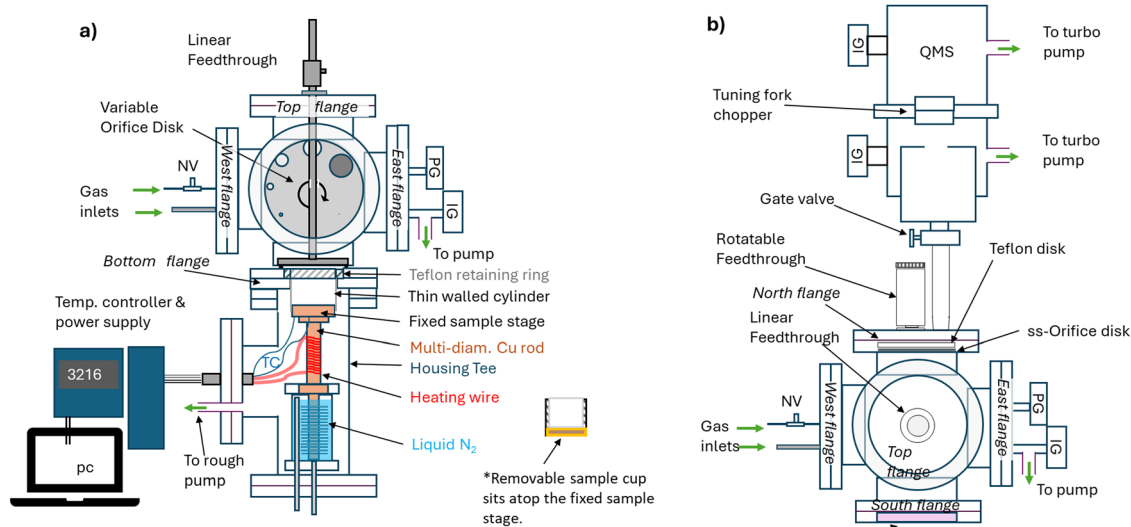 a)
Linear
Feedthrough
Top flange
Variable
Orifice Disk
NV
Gas
inlets
West flange
East flange
PG
IG
To pump
Bottom flange
Teflon retaining ring
Thin walled cylinder
Temp. controller &
power supply
Fixed sample stage
Multi-diam. Cu rod
TC
Housing Tee
3216
Heating wire
Liquid N2
pc
To rough
pump
*Removable sample cup
sits atop the fixed sample
stage.
b)
IG
QMS
To turbo
pump
Tuning fork
chopper
IG
To turbo
pump
Gate valve
Rotatable
Feedthrough
Teflon disk
North flange
Linear
Feedthrough
ss-Orifice disk
NV
Gas
inlets
West flange
East flange
PG
IG
Top
flange
To pump
South flange